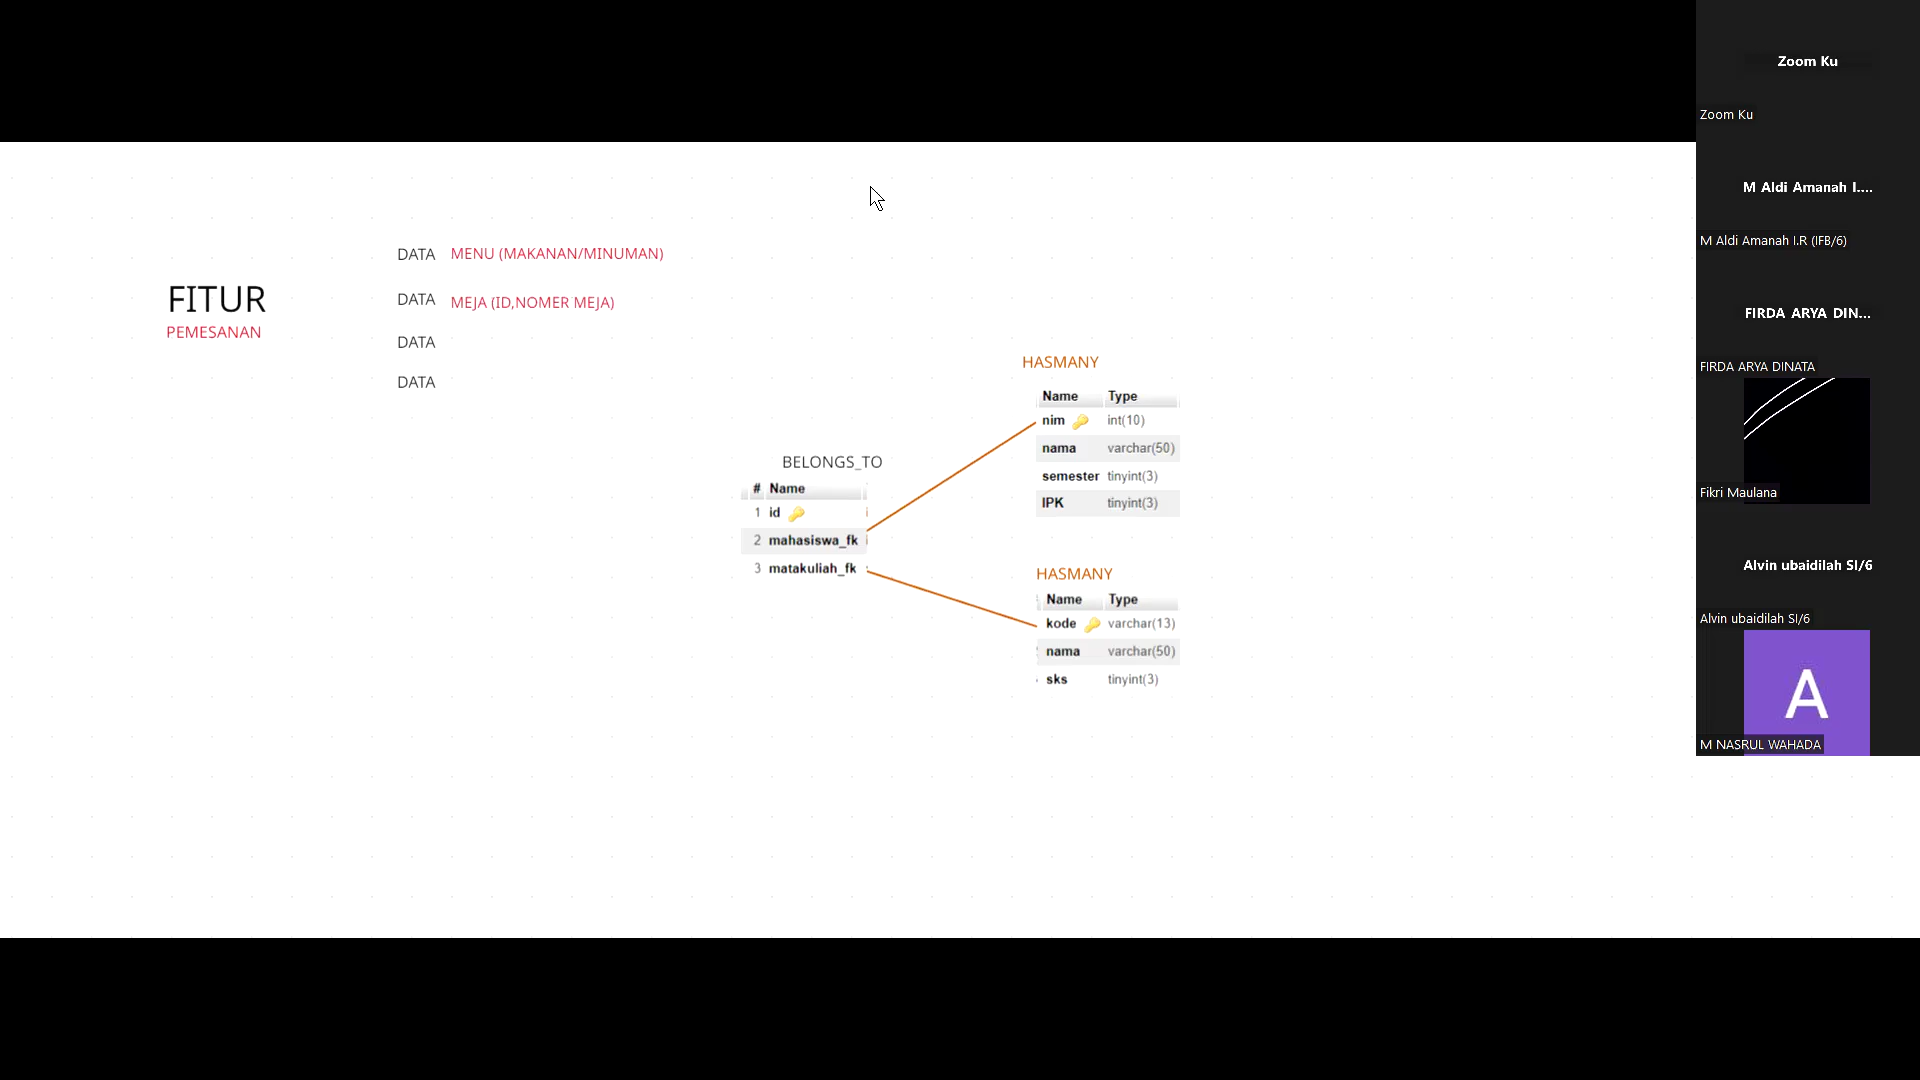 FITUR
PEMESANAN
DATA MENU (MAKANAN/MINUMAN)
DATA MEJA (ID,NOMER MEJA)
DATA
DATA
BELONGS_TO
# Name
1 id
2 mahasiswa_fk
3 matakuliah_fk
HASMANY
Name Type
nim int(10)
nama varchar(50)
semester tinyint(3)
IPK tinyint(3)
HASMANY
Name Type
kode varchar(13)
nama varchar(50)
sks tinyint(3)
Zoom Ku
Zoom Ku
M Aldi Amanah I....
M Aldi Amanah I.R (IFB/6)
FIRDA ARYA DIN...
FIRDA ARYA DINATA
Fikri Maulana
Alvin ubaidilah SI/6
Alvin ubaidilah SI/6
A
M NASRUL WAHADA